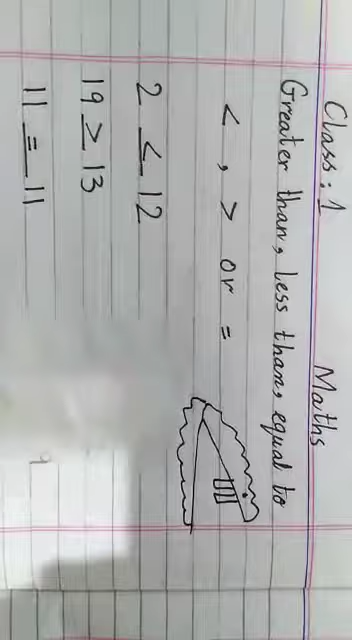 Class: 1 Maths
Greater than, less than, equal to
< , > or =
2 < 12
19 > 13
11 = 11